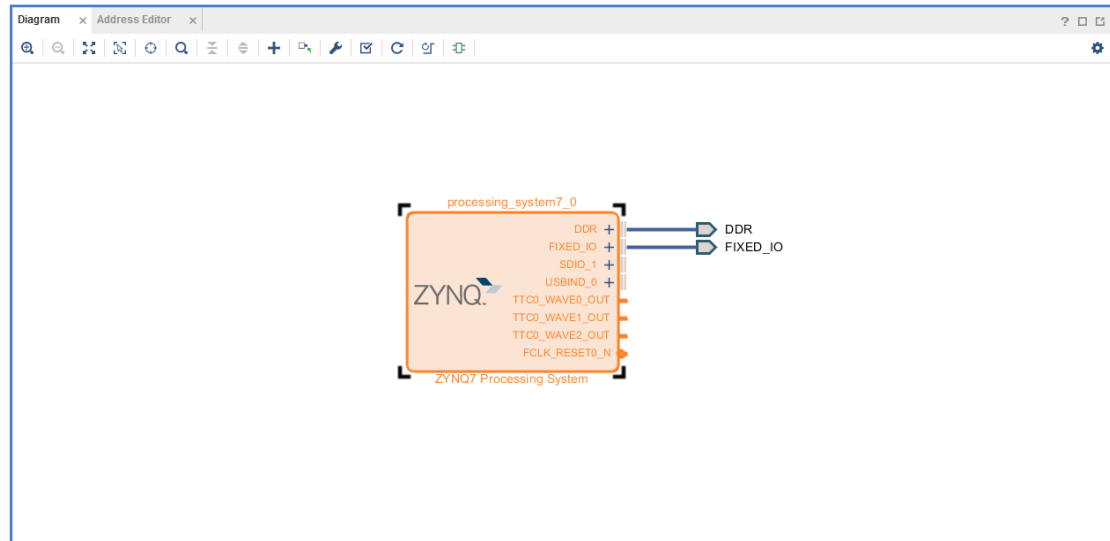 Diagram × Address Editor ×
processing_system7_0
DDR
FIXED_IO
SDIO_1
USBIND_0
TTC0_WAVE0_OUT
TTC0_WAVE1_OUT
TTC0_WAVE2_OUT
FCLK_RESET0_N
ZYNQ
ZYNQ7 Processing System
DDR
FIXED_IO